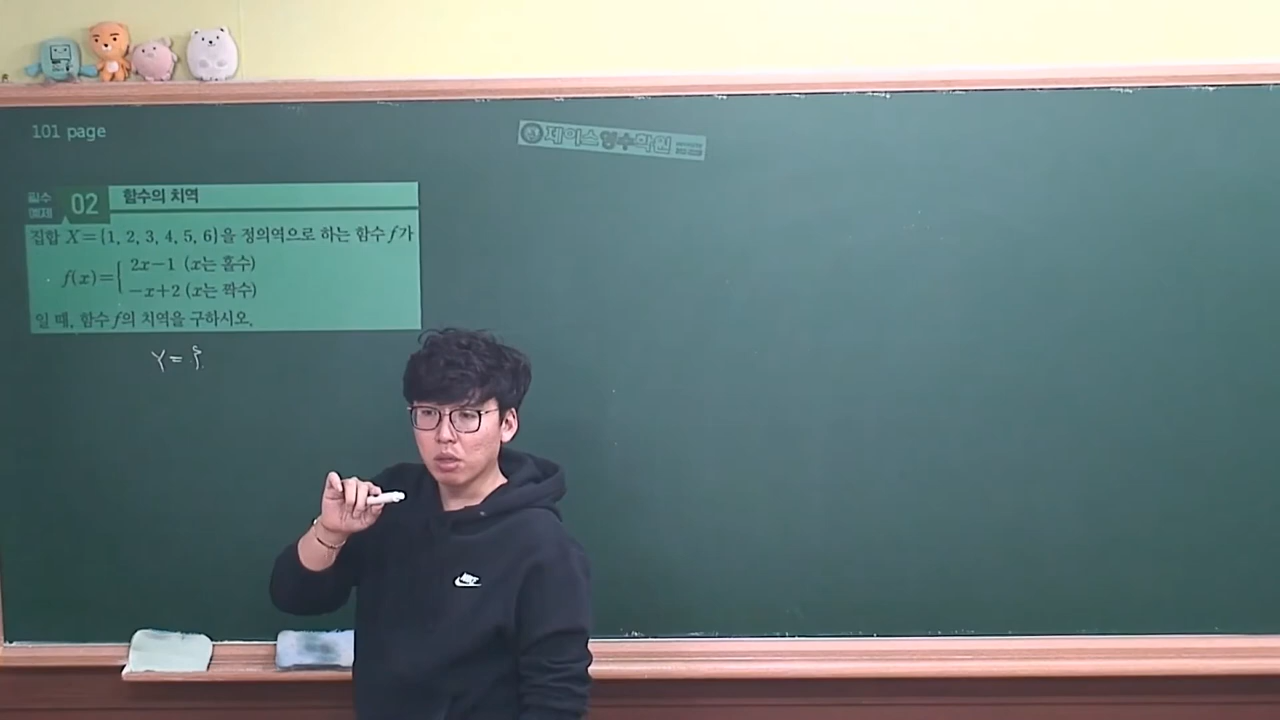 101 page
제이스영수학원
필수
예제
02 함수의 치역
집합 X={1, 2, 3, 4, 5, 6}을 정의역으로 하는 함수 f가
f(x)={ 2x-1 (x는 홀수)
-x+2 (x는 짝수)
일 때, 함수 f의 치역을 구하시오.
Y = {